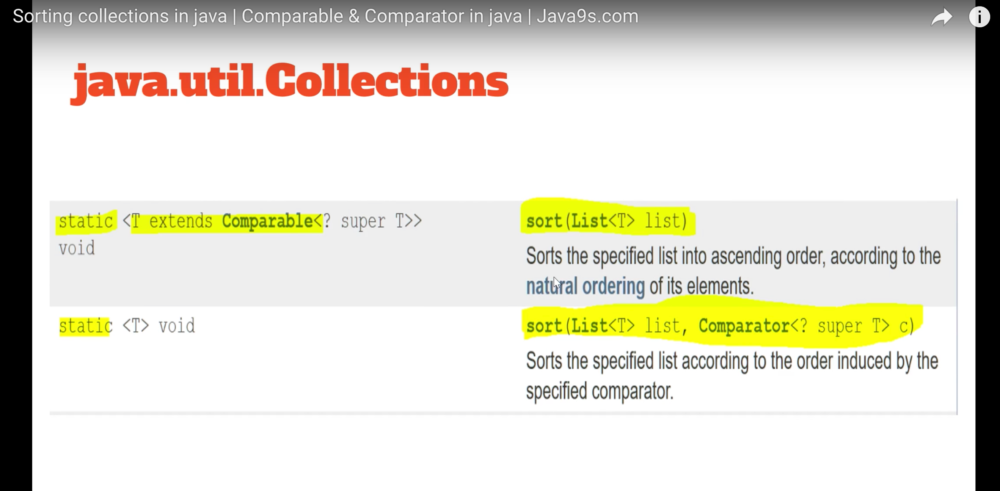 Sorting collections in java | Comparable & Comparator in java | Java9s.com
i
java.util.Collections
static <T extends Comparable<? super T>>
void
sort(List<T> list)
Sorts the specified list into ascending order, according to the
natural ordering of its elements.
static <T> void
sort(List<T> list, Comparator<? super T> c)
Sorts the specified list according to the order induced by the
specified comparator.